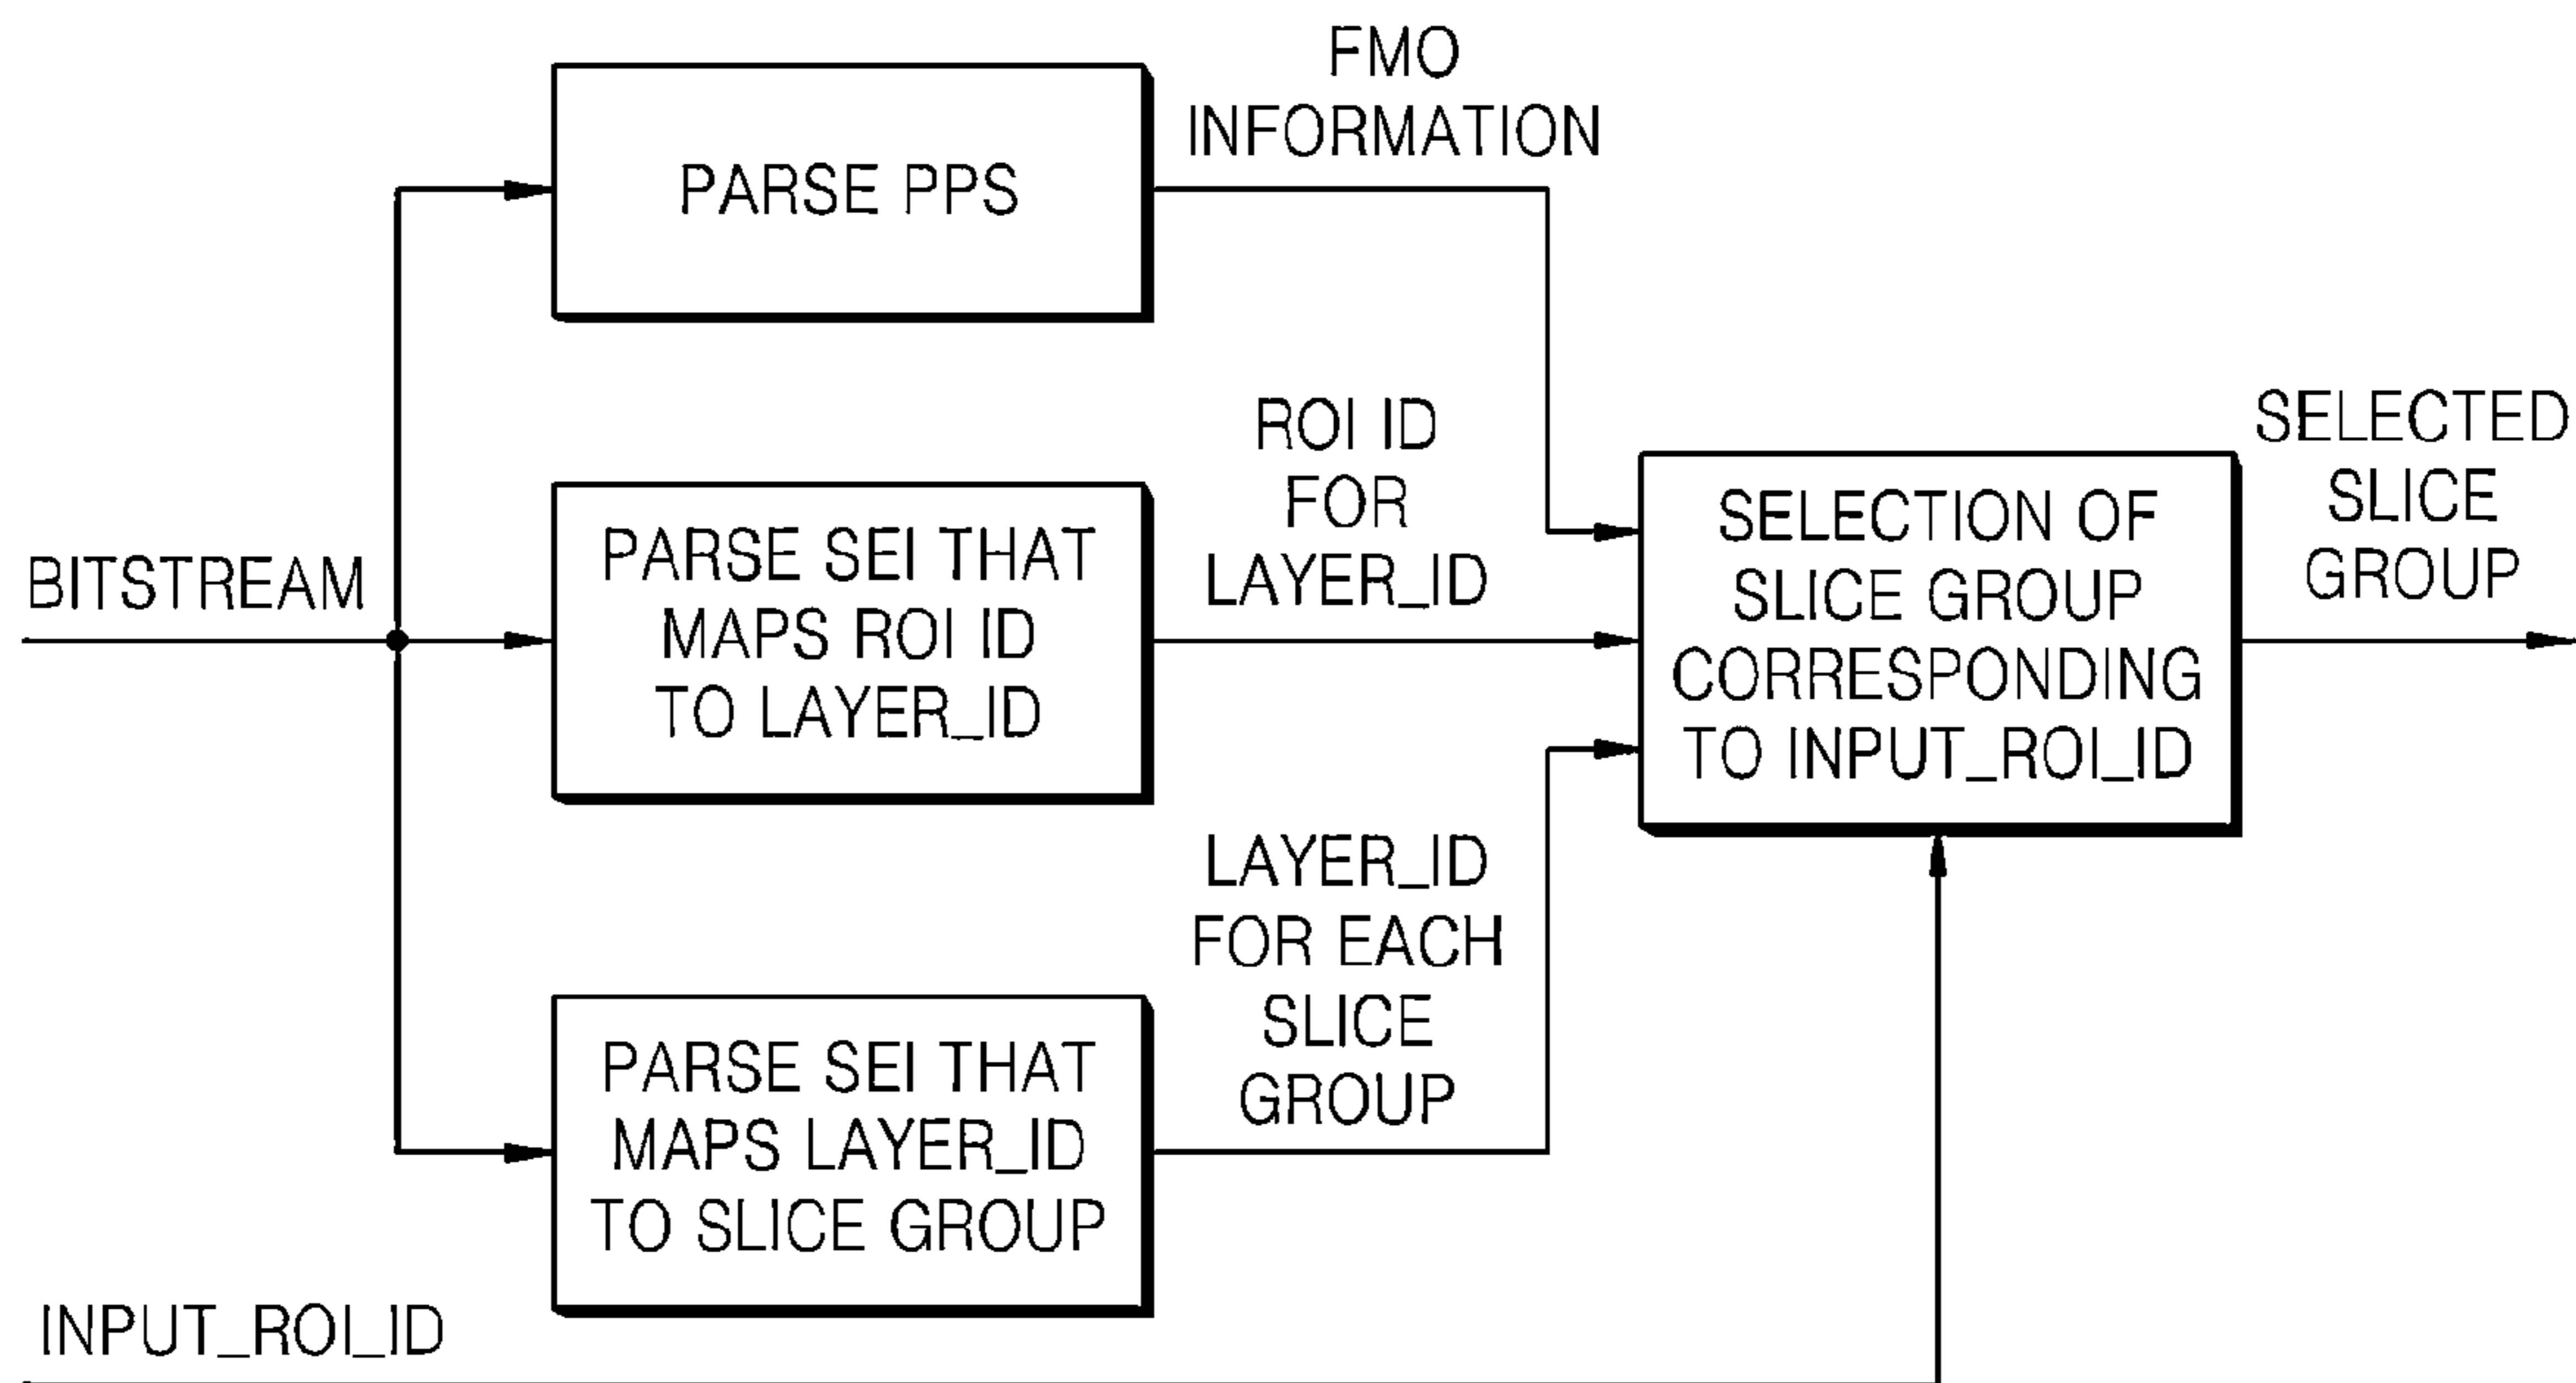 FMO
INFORMATION
PARSE PPS
ROI ID
FOR
LAYER_ID
SELECTED
SLICE
GROUP
BITSTREAM
PARSE SEI THAT
MAPS ROI ID
TO LAYER_ID
SELECTION OF
SLICE GROUP
CORRESPONDING
TO INPUT_ROI_ID
LAYER_ID
FOR EACH
SLICE
GROUP
PARSE SEI THAT
MAPS LAYER_ID
TO SLICE GROUP
INPUT_ROI_ID